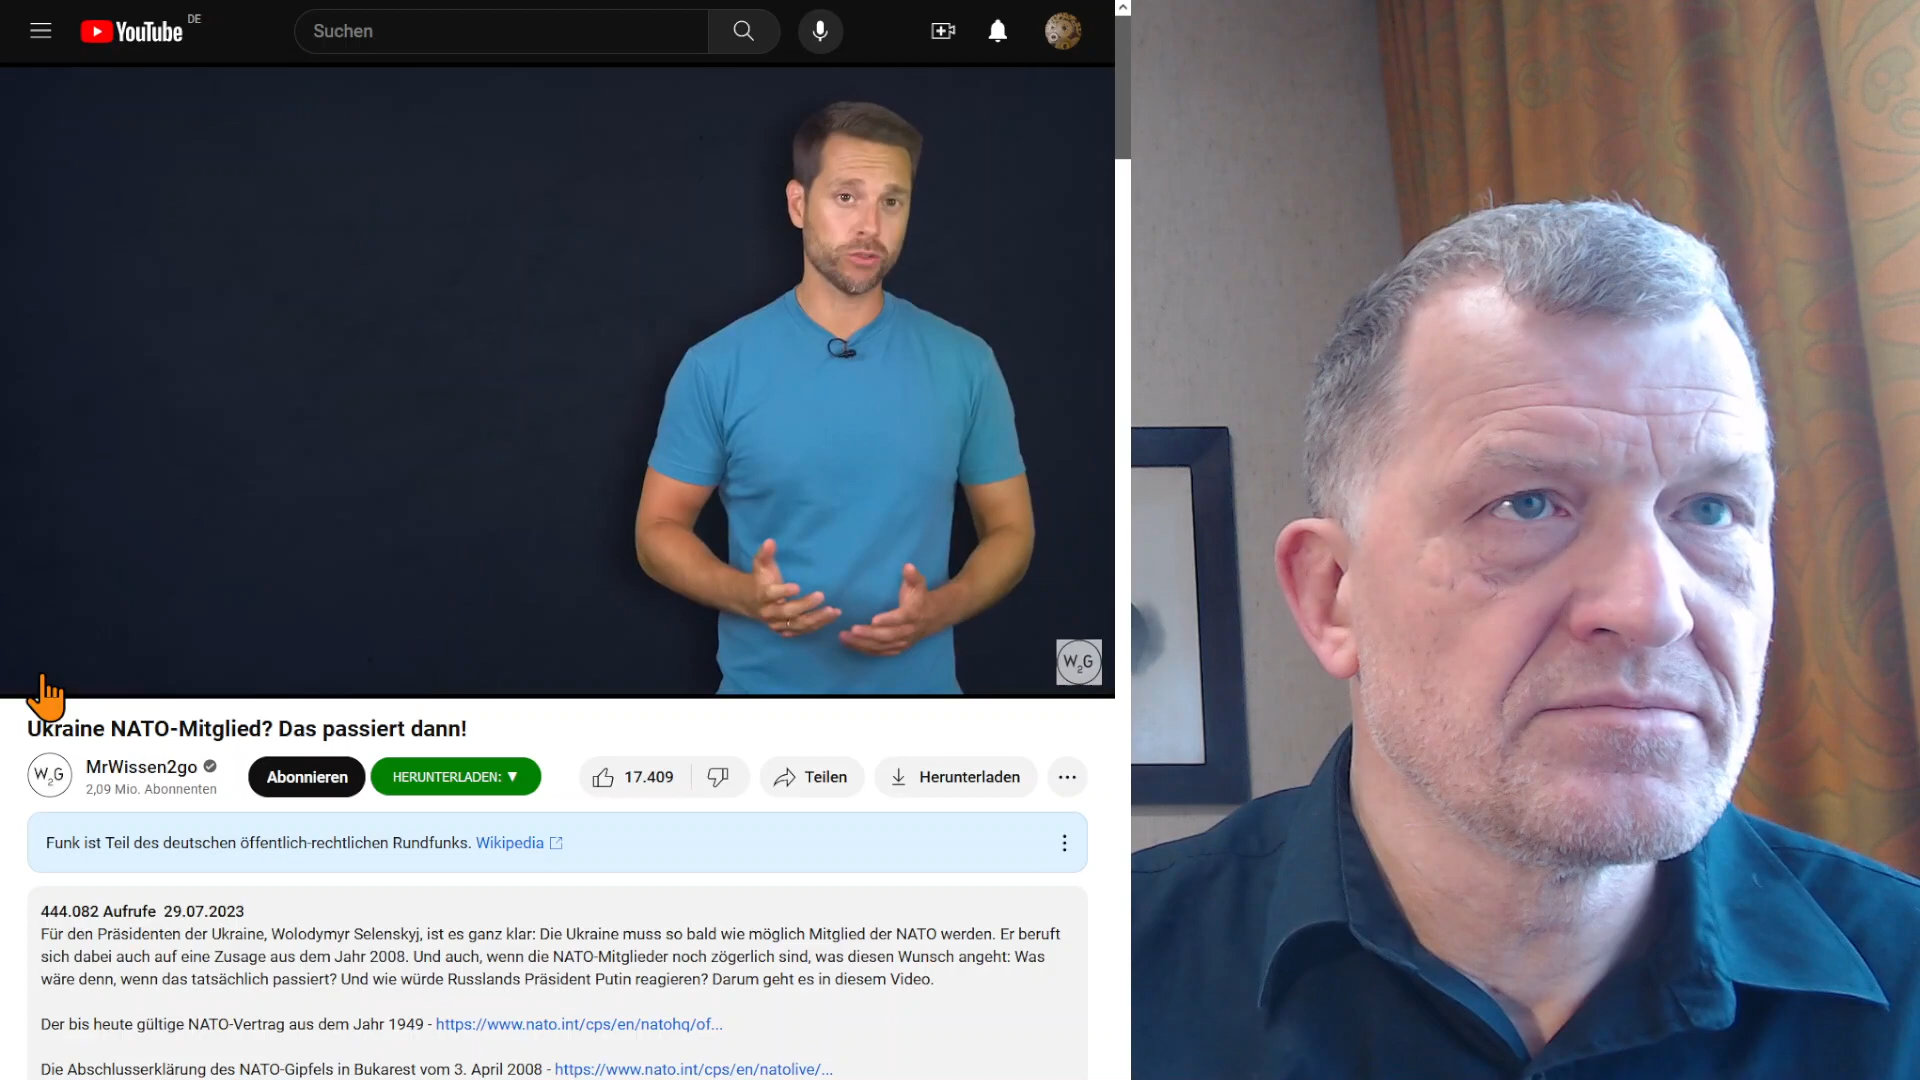 YouTube DE
Suchen
W2G
Ukraine NATO-Mitglied? Das passiert dann!
W2G
MrWissen2go
2,09 Mio. Abonnenten
Abonnieren
HERUNTERLADEN: ▼
17.409
Teilen
Herunterladen
Funk ist Teil des deutschen öffentlich-rechtlichen Rundfunks. Wikipedia
444.082 Aufrufe 29.07.2023
Für den Präsidenten der Ukraine, Wolodymyr Selenskyj, ist es ganz klar: Die Ukraine muss so bald wie möglich Mitglied der NATO werden. Er beruft
sich dabei auch auf eine Zusage aus dem Jahr 2008. Und auch, wenn die NATO-Mitglieder noch zögerlich sind, was diesen Wunsch angeht: Was
wäre denn, wenn das tatsächlich passiert? Und wie würde Russlands Präsident Putin reagieren? Darum geht es in diesem Video.
Der bis heute gültige NATO-Vertrag aus dem Jahr 1949 - https://www.nato.int/cps/en/natohq/of...
Die Abschlusserklärung des NATO-Gipfels in Bukarest vom 3. April 2008 - https://www.nato.int/cps/en/natolive/...